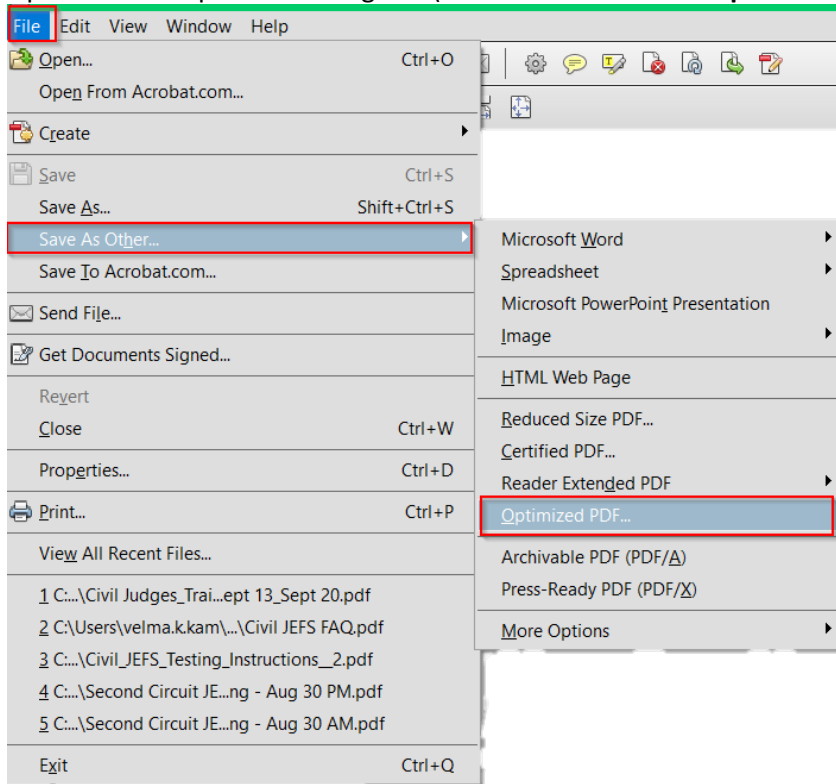 File Edit View Window Help
Open... Ctrl+O
Open From Acrobat.com...
Create
Save Ctrl+S
Save As... Shift+Ctrl+S
Save As Other...
Save To Acrobat.com...
Send File...
Get Documents Signed...
Revert
Close Ctrl+W
Properties... Ctrl+D
Print... Ctrl+P
View All Recent Files...
1 C:...\Civil Judges_Trai...ept 13_Sept 20.pdf
2 C:\Users\velma.k.kam\...\Civil JEFS FAQ.pdf
3 C:...\Civil_JEFS_Testing_Instructions__2.pdf
4 C:...\Second Circuit JE...ng - Aug 30 PM.pdf
5 C:...\Second Circuit JE...ng - Aug 30 AM.pdf
Exit Ctrl+Q
Microsoft Word
Spreadsheet
Microsoft PowerPoint Presentation
Image
HTML Web Page
Reduced Size PDF...
Certified PDF...
Reader Extended PDF
Optimized PDF...
Archivable PDF (PDF/A)
Press-Ready PDF (PDF/X)
More Options